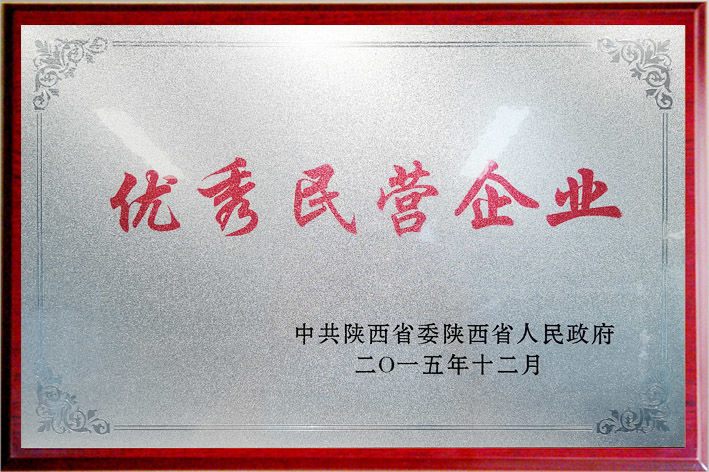 优秀民营企业
中共陕西省委陕西省人民政府
二〇一五年十二月